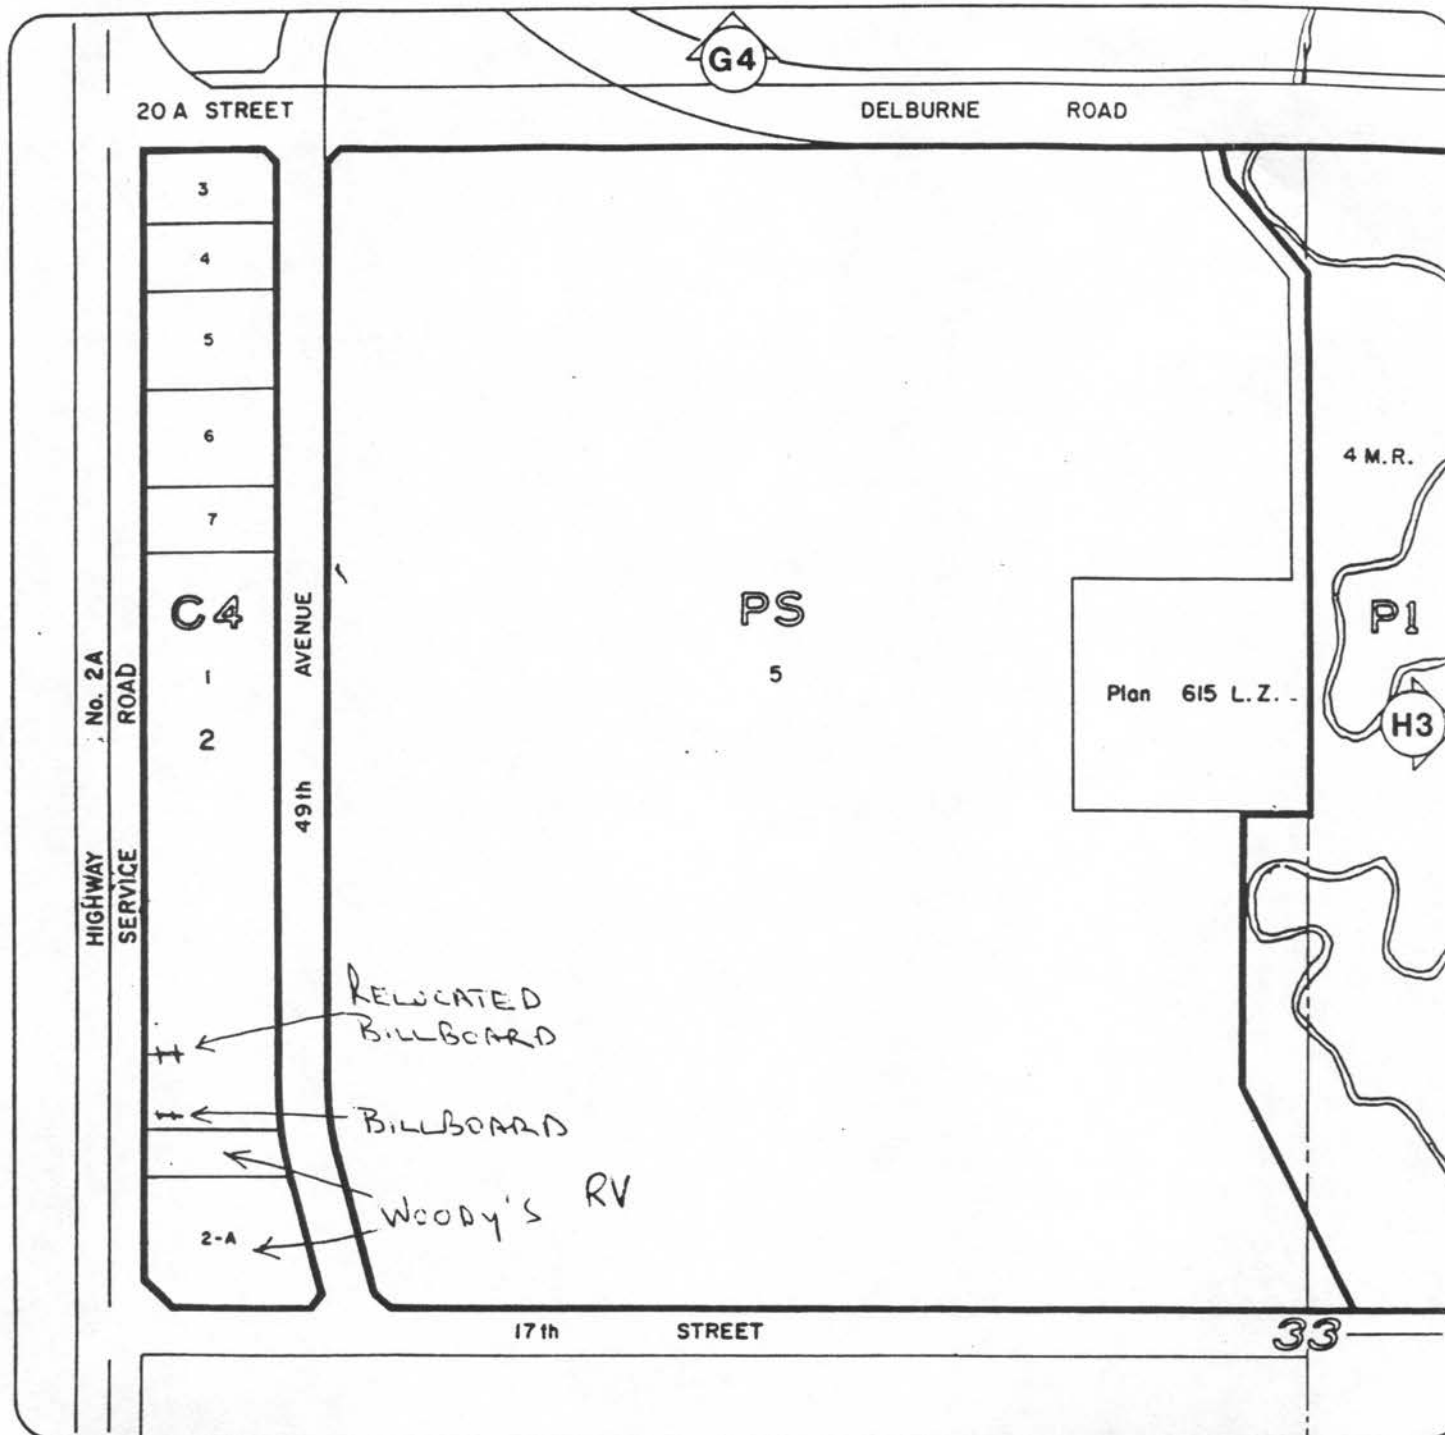 G4
20 A STREET
DELBURNE ROAD
3
4
5
6
7
4 M.R.
C4
1
2
AVENUE
49th
PS
5
P1
Plan 615 L.Z.
H3
HIGHWAY No. 2A
SERVICE ROAD
RELOCATED
BILLBOARD
BILLBOARD
WOODY'S RV
2-A
17th STREET
33